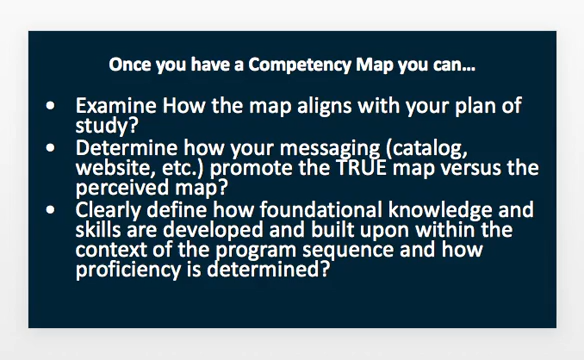 Once you have a Competency Map you can...
• Examine How the map aligns with your plan of
study?
• Determine how your messaging (catalog,
website, etc.) promote the TRUE map versus the
perceived map?
• Clearly define how foundational knowledge and
skills are developed and built upon within the
context of the program sequence and how
proficiency is determined?